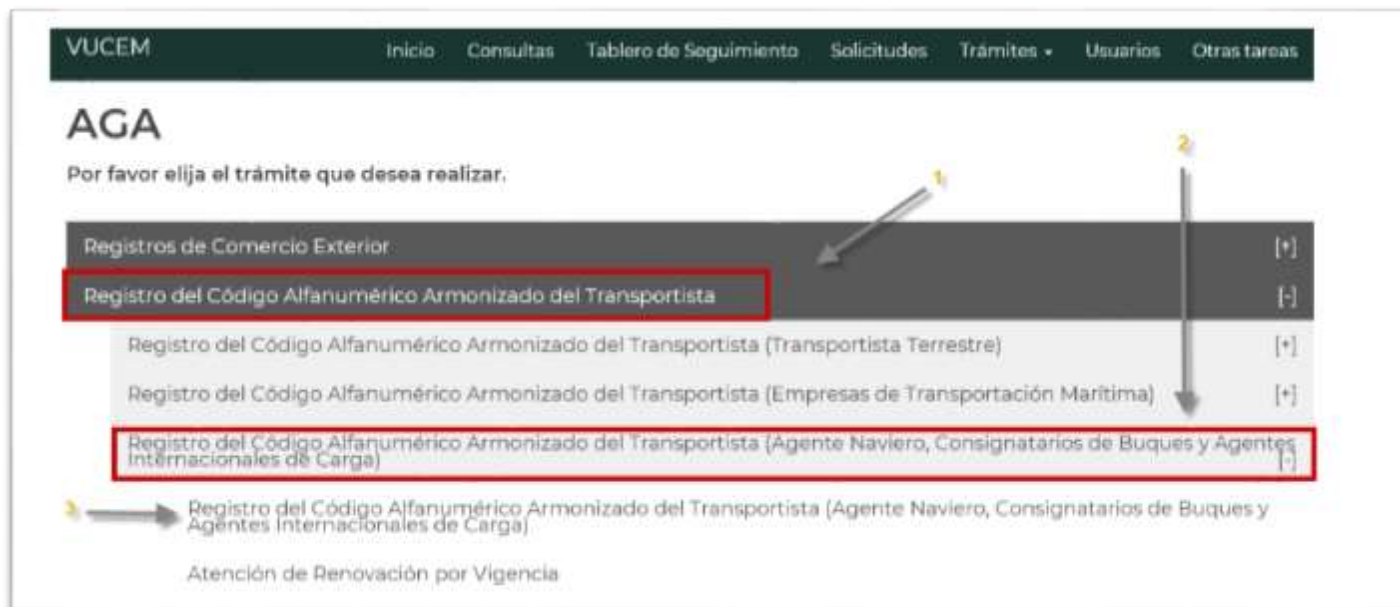 VUCEM Inicio Consultas Tablero de Seguimiento Solicitudes Trámites Usuarios Otras tareas
AGA
Por favor elija el trámite que desea realizar.
2
1
Registros de Comercio Exterior [+]
Registro del Código Alfanumérico Armonizado del Transportista [-]
Registro del Código Alfanumérico Armonizado del Transportista (Transportista Terrestre) [+]
Registro del Código Alfanumérico Armonizado del Transportista (Empresas de Transportación Marítima) [+]
Registro del Código Alfanumérico Armonizado del Transportista (Agente Naviero, Consignatarios de Buques y Agentes
Internacionales de Carga) [-]
3
Registro del Código Alfanumérico Armonizado del Transportista (Agente Naviero, Consignatarios de Buques y
Agentes Internacionales de Carga)
Atención de Renovación por Vigencia